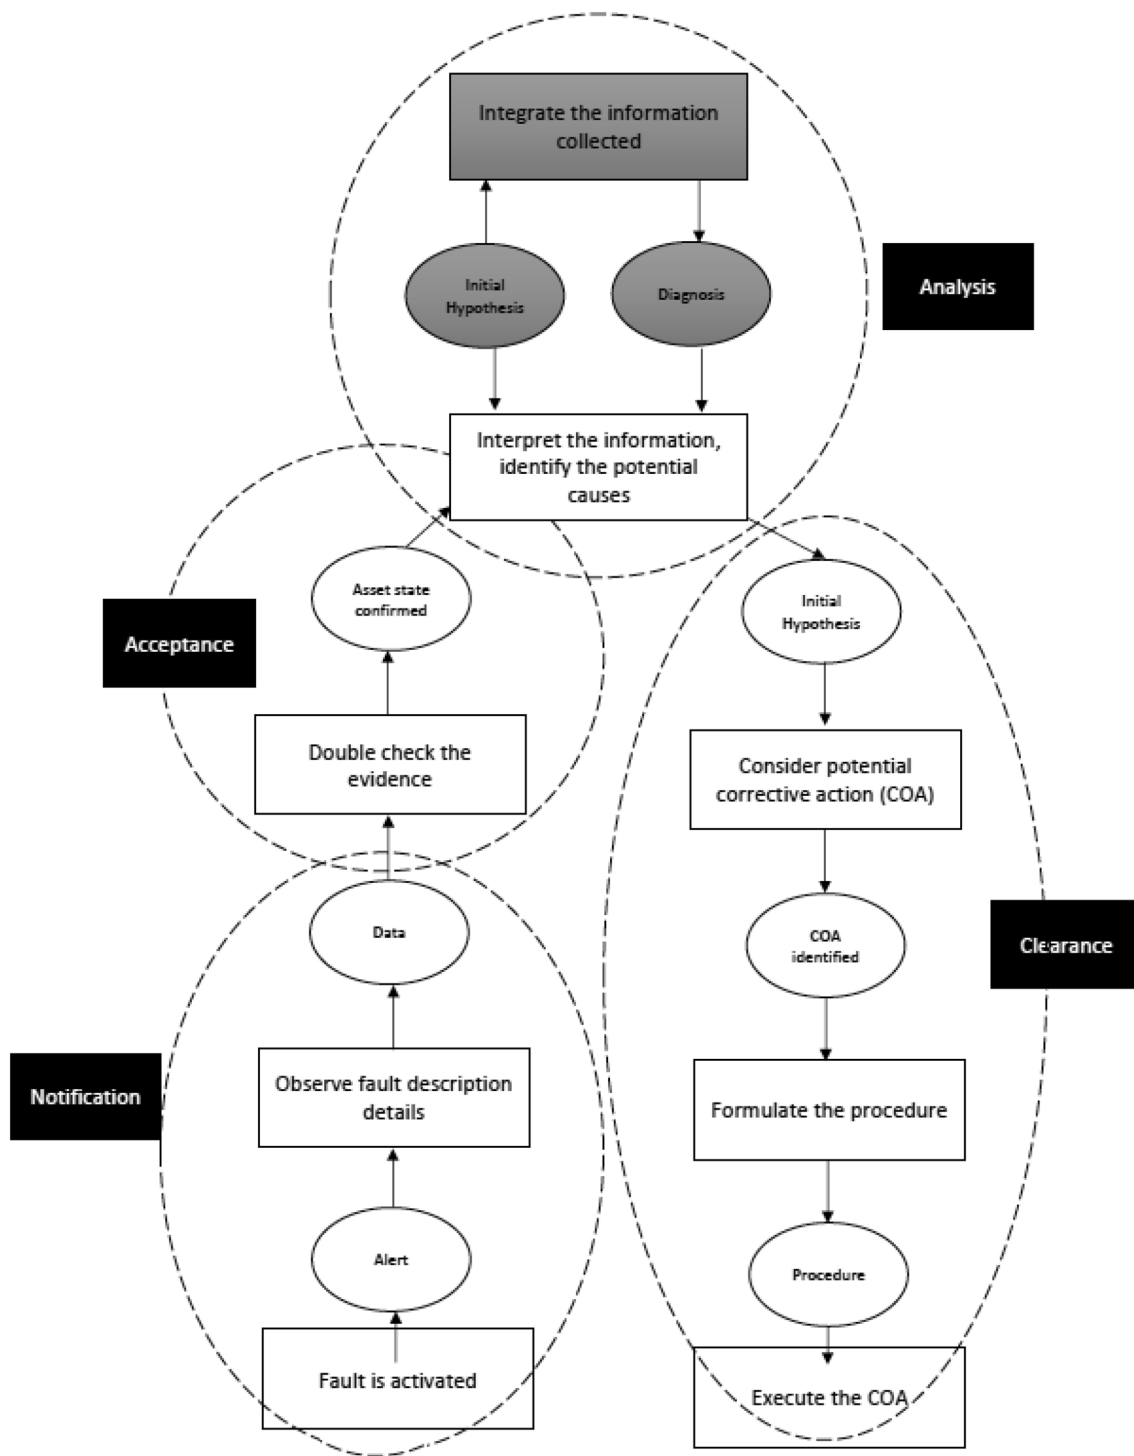 Integrate the information
collected
Initial
Hypothesis
Diagnosis
Analysis
Interpret the information,
identify the potential
causes
Asset state
confirmed
Initial
Hypothesis
Acceptance
Double check the
evidence
Consider potential
corrective action (COA)
Data
COA
identified
Clearance
Notification
Observe fault description
details
Formulate the procedure
Alert
Procedure
Fault is activated
Execute the COA